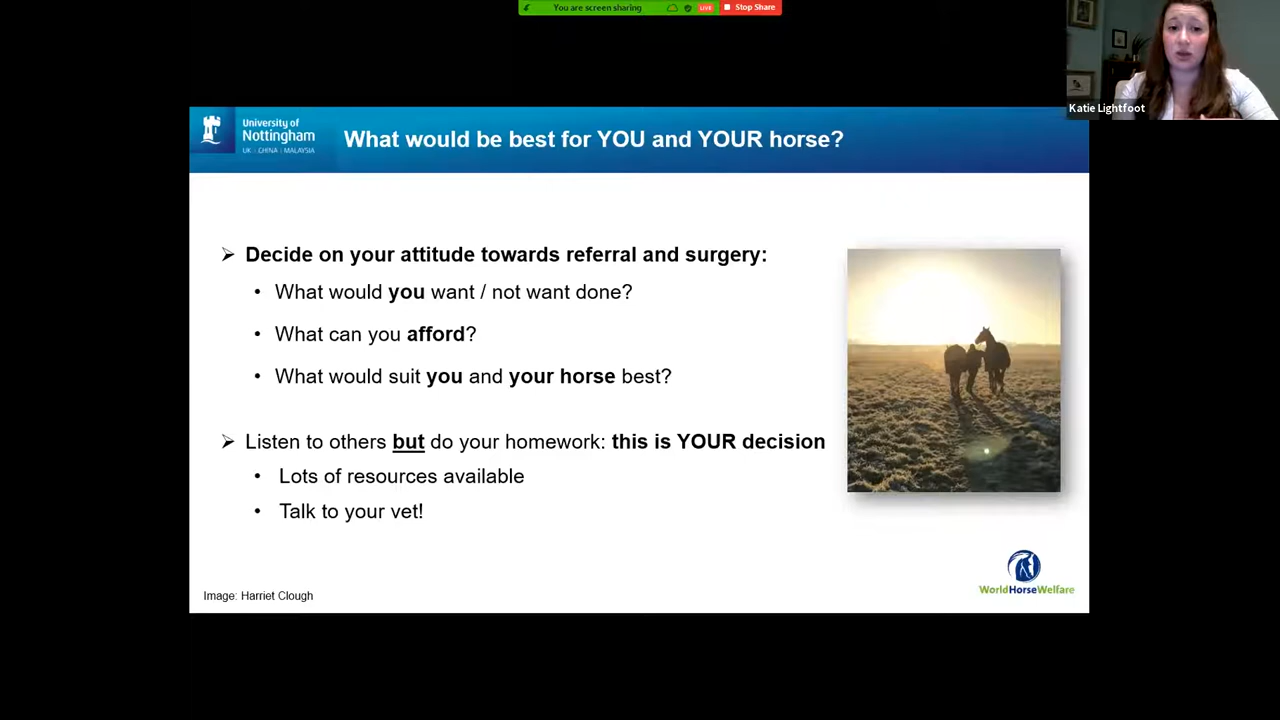 You are screen sharing
LIVE
Stop Share
Katie Lightfoot
University of
Nottingham
UK | CHINA | MALAYSIA
What would be best for YOU and YOUR horse?
➢ Decide on your attitude towards referral and surgery:
• What would you want / not want done?
• What can you afford?
• What would suit you and your horse best?
➢ Listen to others but do your homework: this is YOUR decision
• Lots of resources available
• Talk to your vet!
WorldHorseWelfare
Image: Harriet Clough